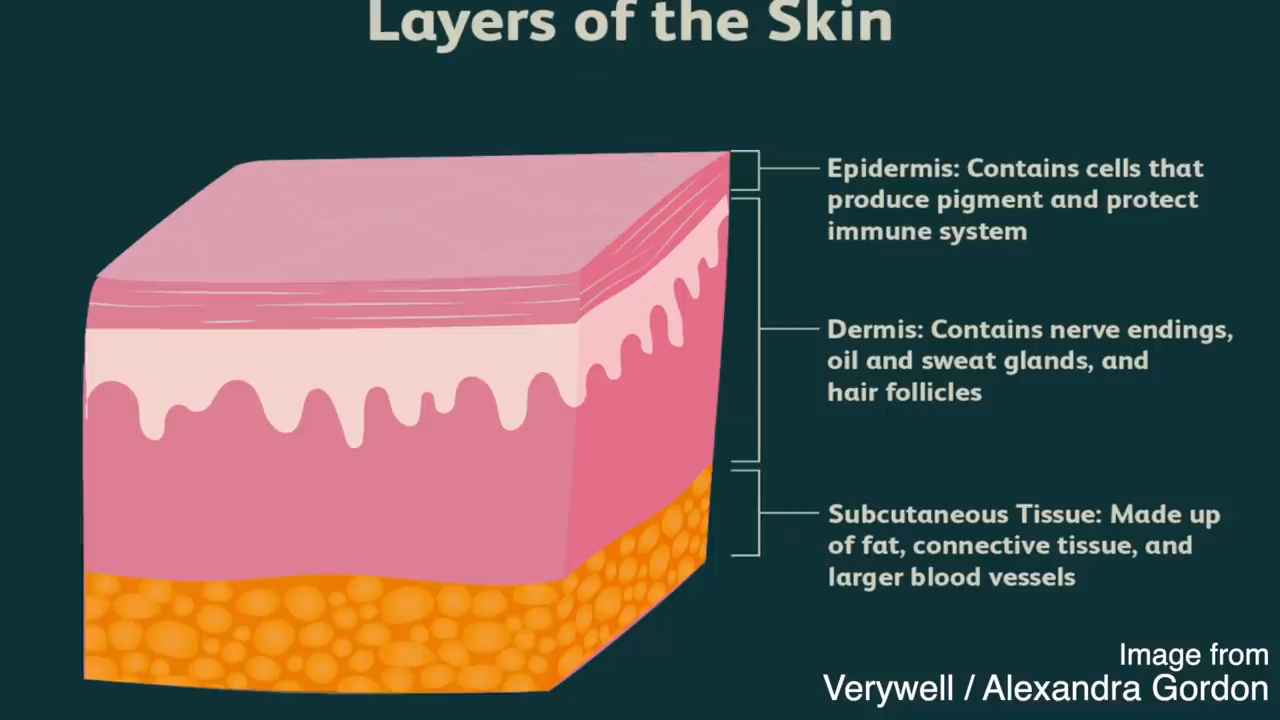 Layers of the Skin
Epidermis: Contains cells that
produce pigment and protect
immune system
Dermis: Contains nerve endings,
oil and sweat glands, and
hair follicles
Subcutaneous Tissue: Made up
of fat, connective tissue, and
larger blood vessels
Image from
Verywell / Alexandra Gordon